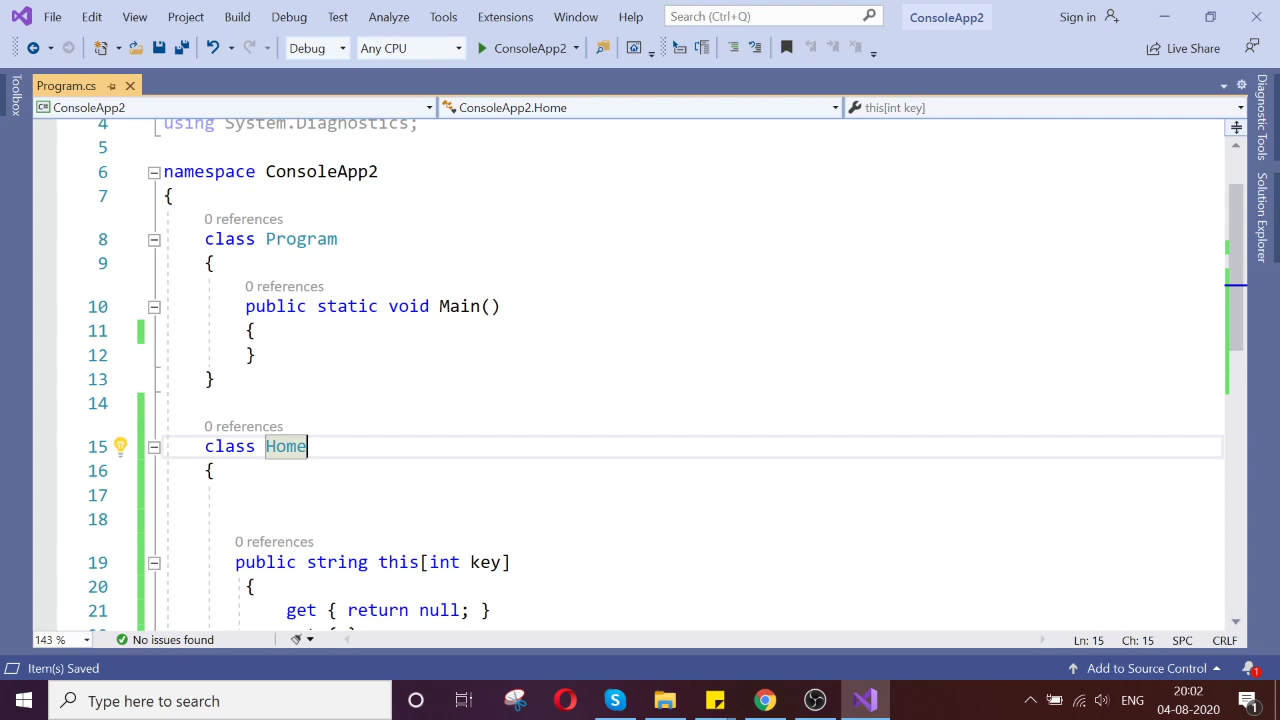 File Edit View Project Build Debug Test Analyze Tools Extensions Window Help Search (Ctrl+Q) ConsoleApp2 Sign in
Debug Any CPU ConsoleApp2 Live Share
Toolbox
Program.cs
ConsoleApp2 ConsoleApp2.Home this[int key]
Diagnostic Tools
Solution Explorer
4 using System.Diagnostics;
5
6 namespace ConsoleApp2
7 {
0 references
8 class Program
9 {
0 references
10 public static void Main()
11 {
12 }
13 }
14
0 references
15 class Home
16 {
17
18
0 references
19 public string this[int key]
20 {
21 get { return null; }
143 % No issues found Ln: 15 Ch: 15 SPC CRLF
Item(s) Saved Add to Source Control 1
Type here to search ENG 20:02
04-08-2020 1